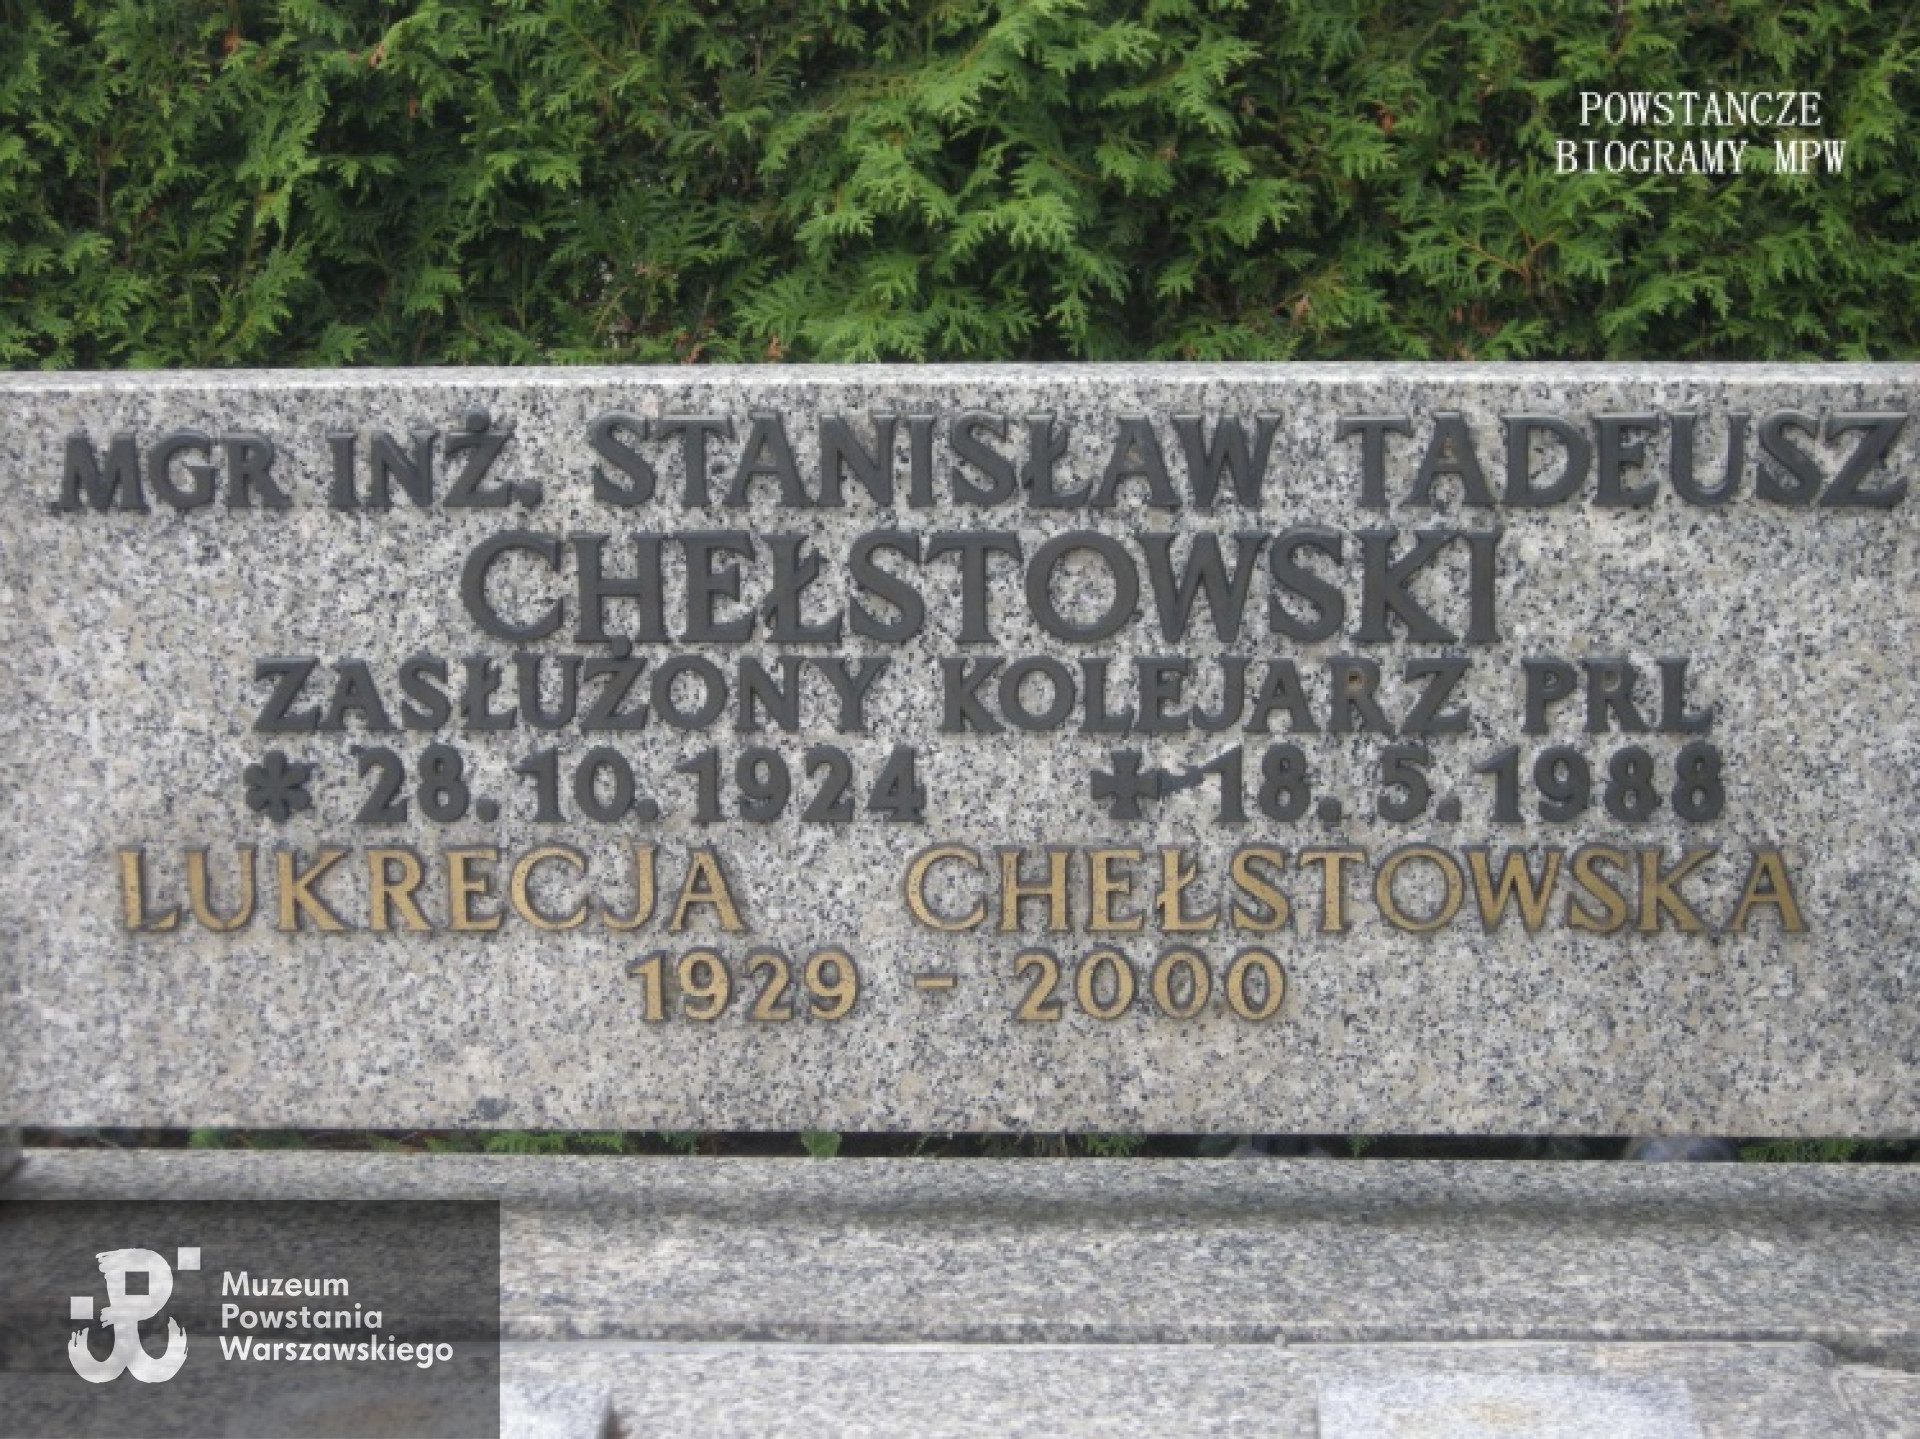 POWSTANCZE
BIOGRAMY MPW
MGR INŻ. STANISŁAW TADEUSZ
CHEŁSTOWSKI
ZASŁUŻONY KOLEJARZ PRL
* 28.10.1924 ✠ 18.5.1988
LUKRECJA CHEŁSTOWSKA
1929 - 2000
Muzeum
Powstania
Warszawskiego